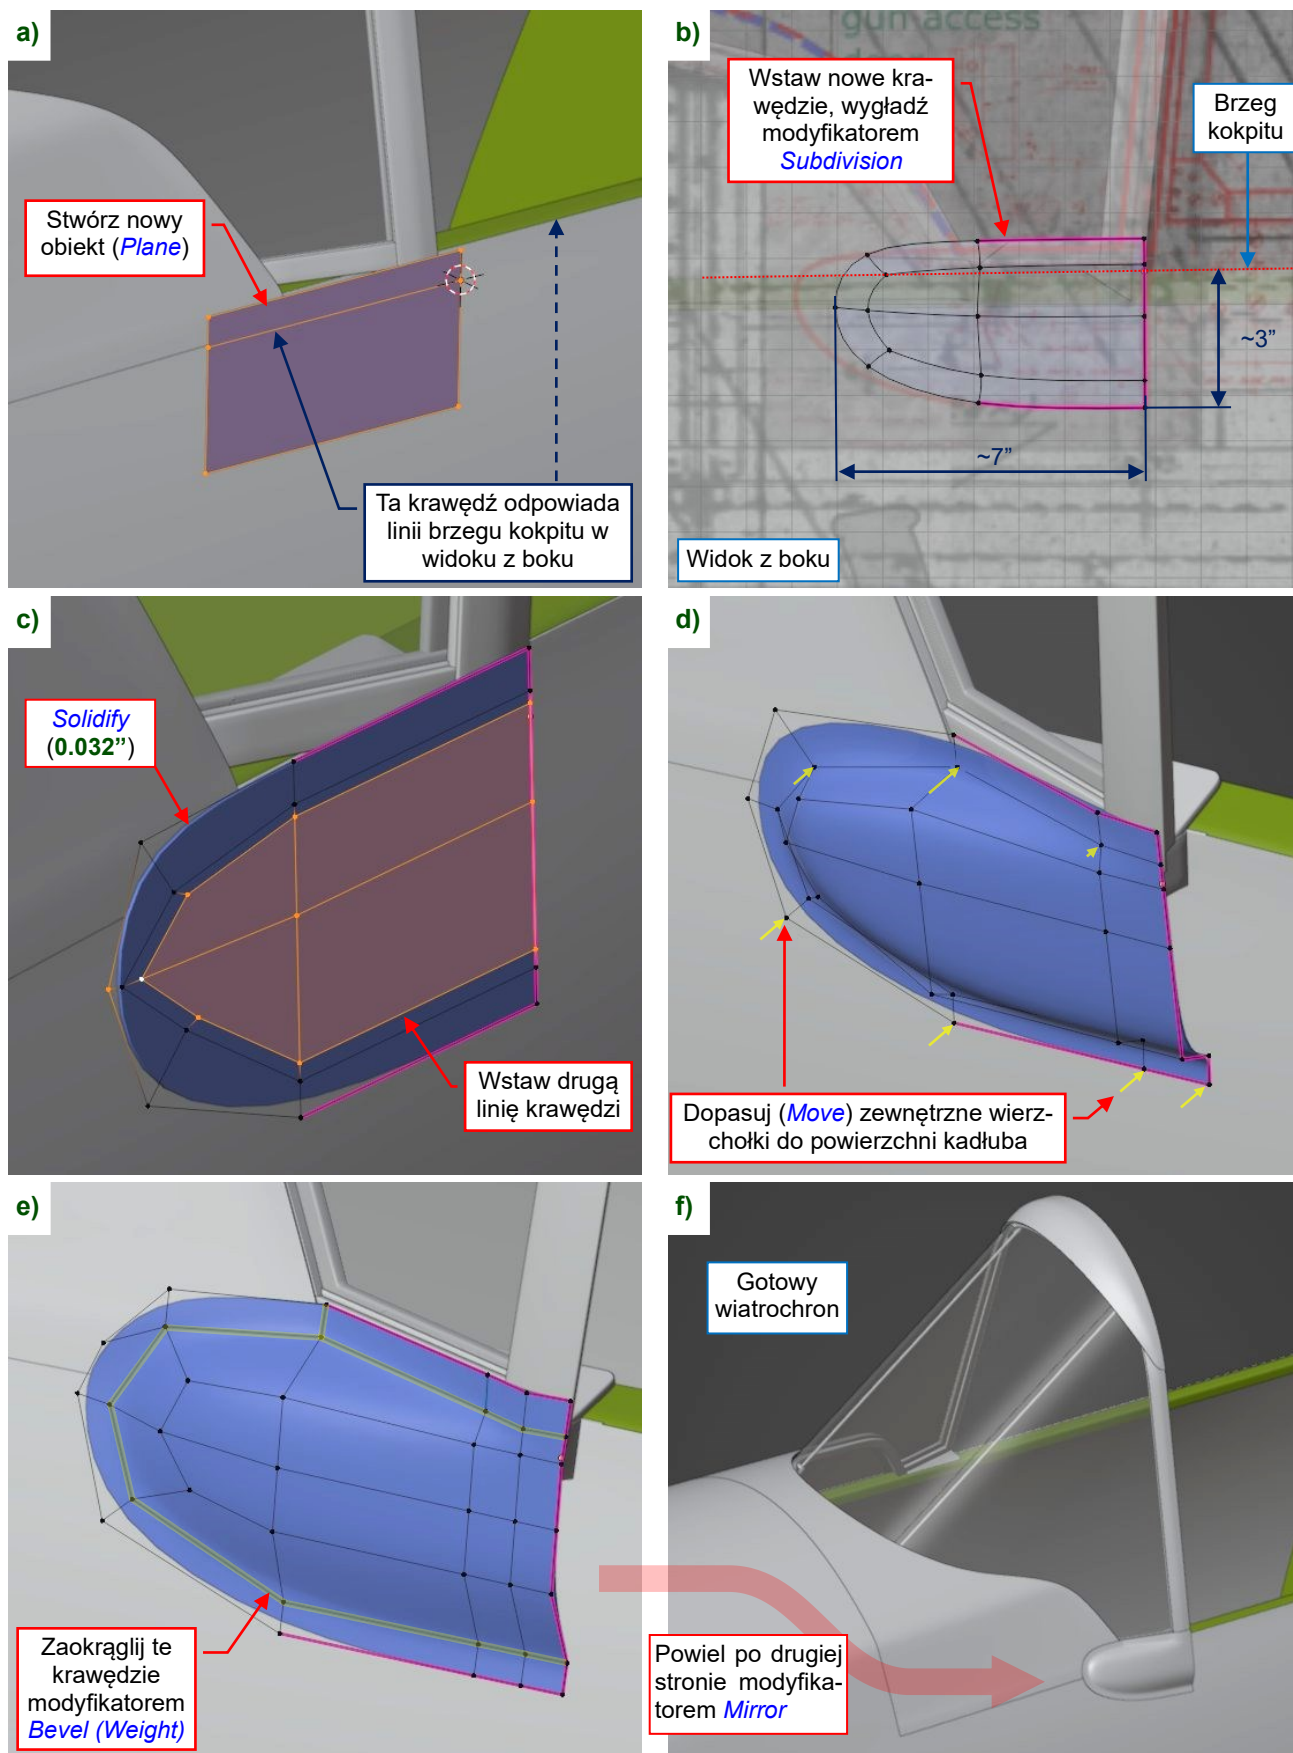 a)
Stwórz nowy
obiekt (Plane)
Ta krawędź odpowiada
linii brzegu kokpitu w
widoku z boku
b)
gun access
Wstaw nowe kra-
wędzie, wygładź
modyfikatorem
Subdivision
Brzeg
kokpitu
~3”
~7”
Widok z boku
c)
Solidify
(0.032”)
Wstaw drugą
linię krawędzi
d)
Dopasuj (Move) zewnętrzne wierz-
chołki do powierzchni kadłuba
e)
Zaokrąglij te
krawędzie
modyfikatorem
Bevel (Weight)
f)
Gotowy
wiatrochron
Powiel po drugiej
stronie modyfika-
torem Mirror